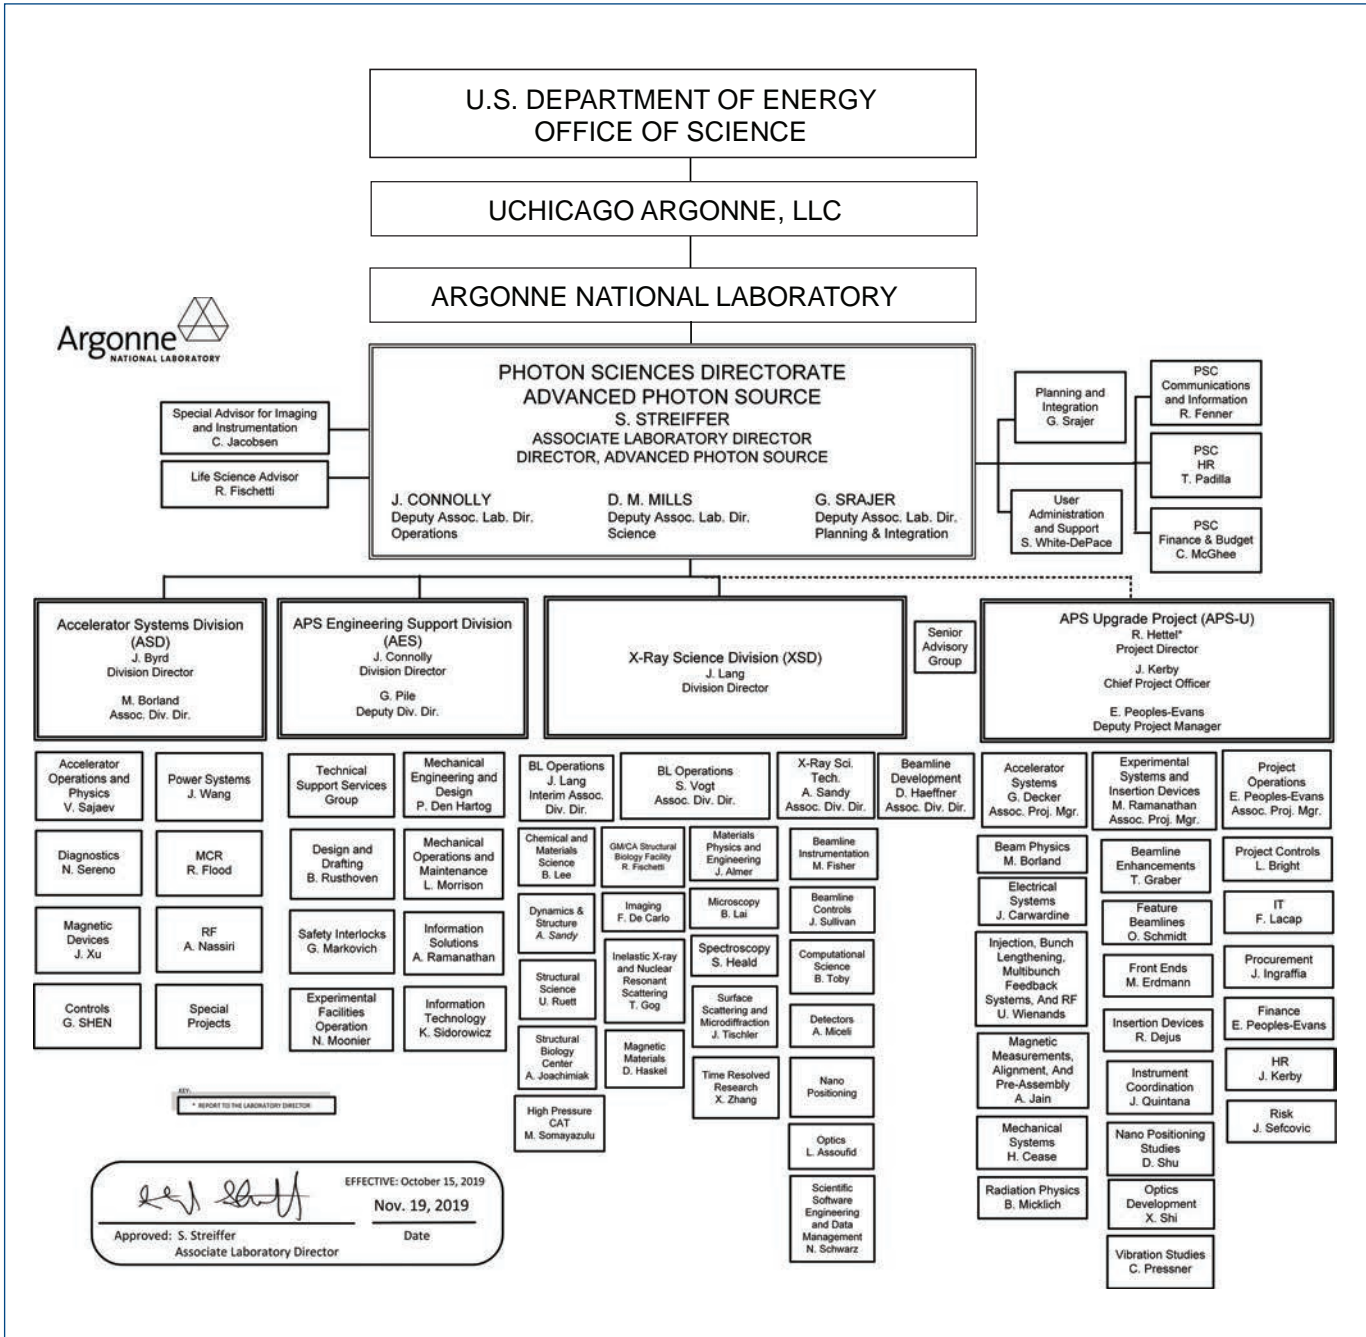 U.S. DEPARTMENT OF ENERGY
OFFICE OF SCIENCE
UCHICAGO ARGONNE, LLC
ARGONNE NATIONAL LABORATORY
Argonne
NATIONAL LABORATORY
PHOTON SCIENCES DIRECTORATE
ADVANCED PHOTON SOURCE
S. STREIFFER
ASSOCIATE LABORATORY DIRECTOR
DIRECTOR, ADVANCED PHOTON SOURCE
J. CONNOLLY
Deputy Assoc. Lab. Dir.
Operations
D. M. MILLS
Deputy Assoc. Lab. Dir.
Science
G. SRAJER
Deputy Assoc. Lab. Dir.
Planning & Integration
Special Advisor for Imaging
and Instrumentation
C. Jacobsen
Life Science Advisor
R. Fischetti
Planning and
Integration
G. Srajer
User
Administration
and Support
S. White-DePace
PSC
Communications
and Information
R. Fenner
PSC
HR
T. Padilla
PSC
Finance & Budget
C. McGhee
Accelerator Systems Division
(ASD)
J. Byrd
Division Director
M. Borland
Assoc. Div. Dir.
APS Engineering Support Division
(AES)
J. Connolly
Division Director
G. Pile
Deputy Div. Dir.
X-Ray Science Division (XSD)
J. Lang
Division Director
Senior
Advisory
Group
APS Upgrade Project (APS-U)
R. Hettel*
Project Director
J. Kerby
Chief Project Officer
E. Peoples-Evans
Deputy Project Manager
Accelerator
Operations and
Physics
V. Sajaev
Diagnostics
N. Sereno
Magnetic
Devices
J. Xu
Controls
G. SHEN
Power Systems
J. Wang
MCR
R. Flood
RF
A. Nassiri
Special
Projects
Technical
Support Services
Group
Design and
Drafting
B. Rusthoven
Safety Interlocks
G. Markovich
Experimental
Facilities
Operation
N. Moonier
Mechanical
Engineering and
Design
P. Den Hartog
Mechanical
Operations and
Maintenance
L. Morrison
Information
Solutions
A. Ramanathan
Information
Technology
K. Sidorowicz
BL Operations
J. Lang
Interim Assoc.
Div. Dir.
BL Operations
S. Vogt
Assoc. Div. Dir.
X-Ray Sci.
Tech.
A. Sandy
Assoc. Div. Dir.
Beamline
Development
D. Haeffner
Assoc. Div. Dir.
Chemical and
Materials
Science
B. Lee
Dynamics &
Structure
A. Sandy
Structural
Science
U. Ruett
Structural
Biology
Center
A. Joachimiak
High Pressure
CAT
M. Somayazulu
GM/CA Structural
Biology Facility
R. Fischetti
Imaging
F. De Carlo
Inelastic X-ray
and Nuclear
Resonant
Scattering
T. Gog
Magnetic
Materials
D. Haskel
Materials
Physics and
Engineering
J. Almer
Microscopy
B. Lai
Spectroscopy
S. Heald
Surface
Scattering and
Microdiffraction
J. Tischler
Time Resolved
Research
X. Zhang
Beamline
Instrumentation
M. Fisher
Beamline
Controls
J. Sullivan
Computational
Science
B. Toby
Detectors
A. Miceli
Nano
Positioning
Optics
L. Assoufid
Scientific
Software
Engineering
and Data
Management
N. Schwarz
Accelerator
Systems
G. Decker
Assoc. Proj. Mgr.
Beam Physics
M. Borland
Electrical
Systems
J. Carwardine
Injection, Bunch
Lengthening,
Multibunch
Feedback
Systems, And RF
U. Wienands
Magnetic
Measurements,
Alignment, And
Pre-Assembly
A. Jain
Mechanical
Systems
H. Cease
Radiation Physics
B. Micklich
Experimental
Systems and
Insertion Devices
M. Ramanathan
Assoc. Proj. Mgr.
Beamline
Enhancements
T. Graber
Feature
Beamlines
O. Schmidt
Front Ends
M. Erdmann
Insertion Devices
R. Dejus
Instrument
Coordination
J. Quintana
Nano Positioning
Studies
D. Shu
Optics
Development
X. Shi
Vibration Studies
C. Pressner
Project
Operations
E. Peoples-Evans
Assoc. Proj. Mgr.
Project Controls
L. Bright
IT
F. Lacap
Procurement
J. Ingraffia
Finance
E. Peoples-Evans
HR
J. Kerby
Risk
J. Sefcovic
KEY:
* REPORT TO THE LABORATORY DIRECTOR
EFFECTIVE: October 15, 2019
Nov. 19, 2019
Approved: S. Streiffer
Associate Laboratory Director
Date